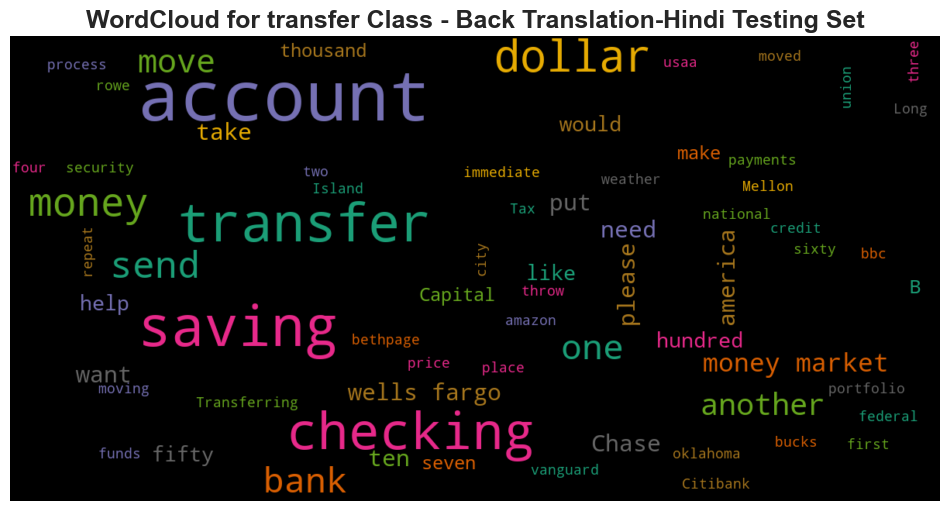 WordCloud for transfer Class - Back Translation-Hindi Testing Set
process
rowe
move
thousand
account
take
dollar
usaa
moved
union
three
Long
would
make
payments
four
security
two
Island
immediate
weather
Mellon
money
transfer
Tax
put
need
national
credit
sixty
bbc
repeat
send
city
like
please
america
B
help
Capital
throw
saving
amazon
bethpage
one
hundred
price
place
money market
want
moving
Transferring
wells fargo
portfolio
another
federal
checking
Chase
bucks
first
funds
fifty
ten
seven
vanguard
oklahoma
bank
Citibank